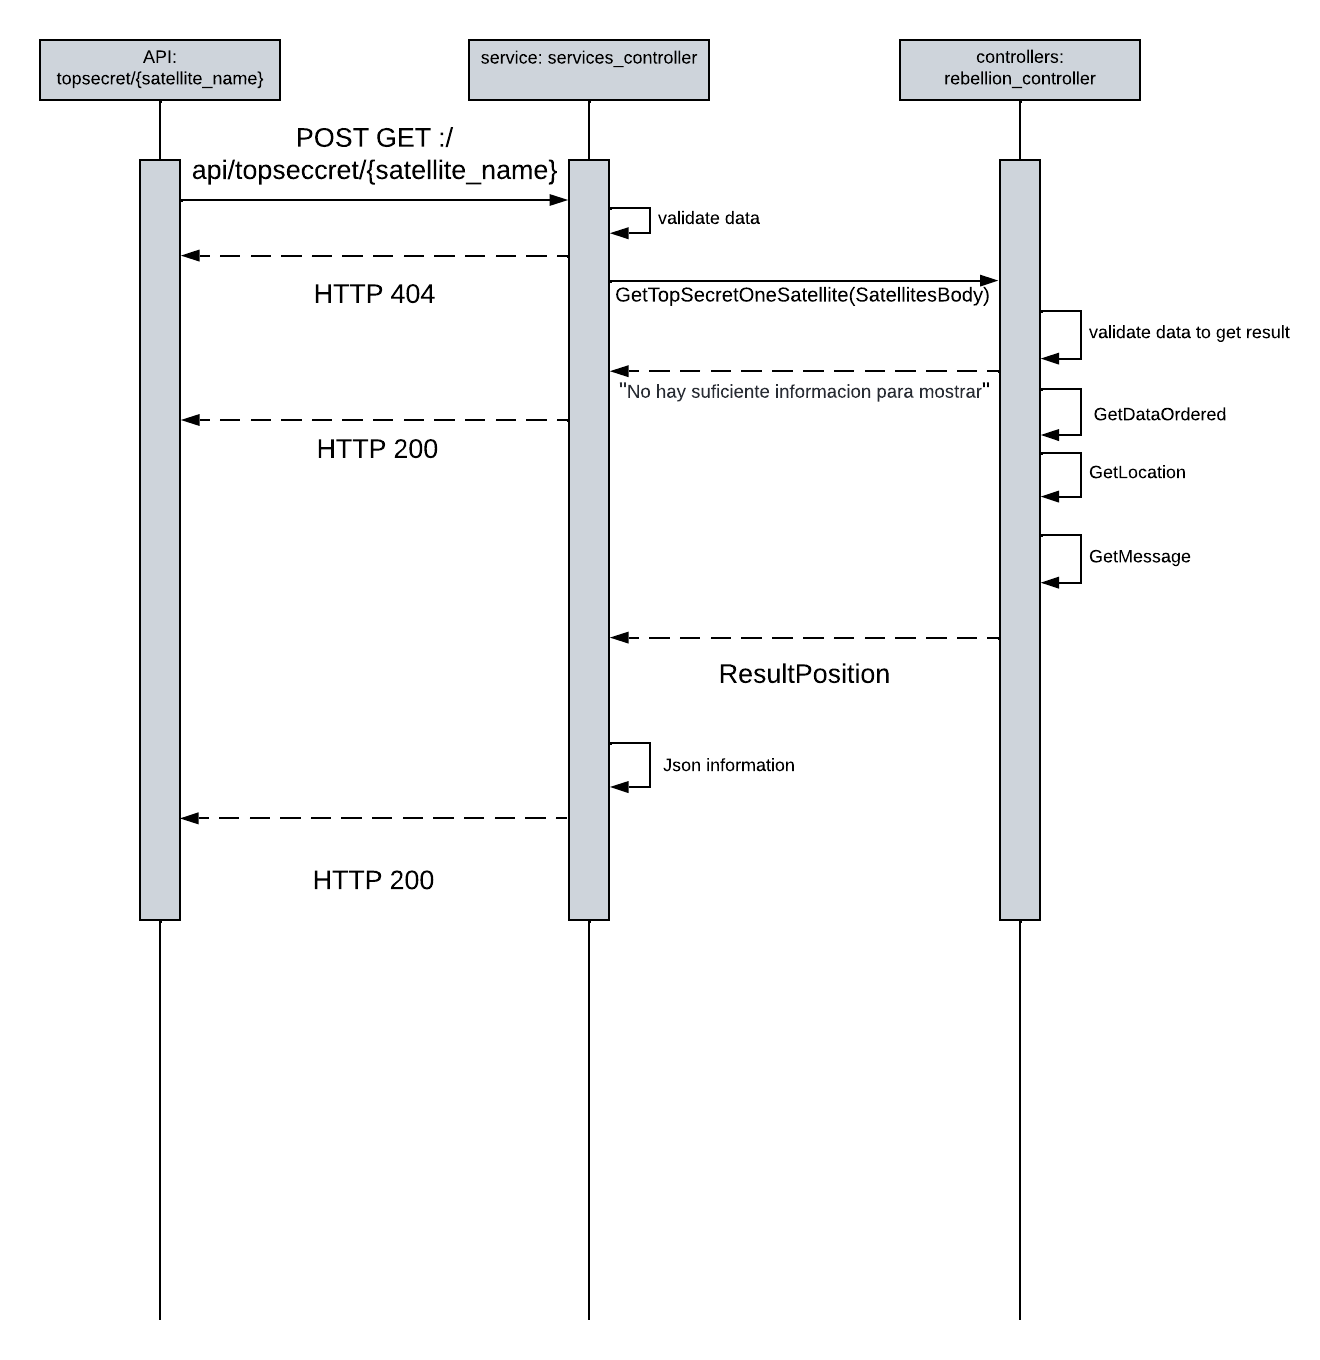 API:
topsecret/{satellite_name}
service: services_controller
controllers:
rebellion_controller
POST GET :/
api/topseccret/{satellite_name}
validate data
HTTP 404
GetTopSecretOneSatellite(SatellitesBody)
validate data to get result
"No hay suficiente informacion para mostrar"
GetDataOrdered
HTTP 200
GetLocation
GetMessage
ResultPosition
Json information
HTTP 200